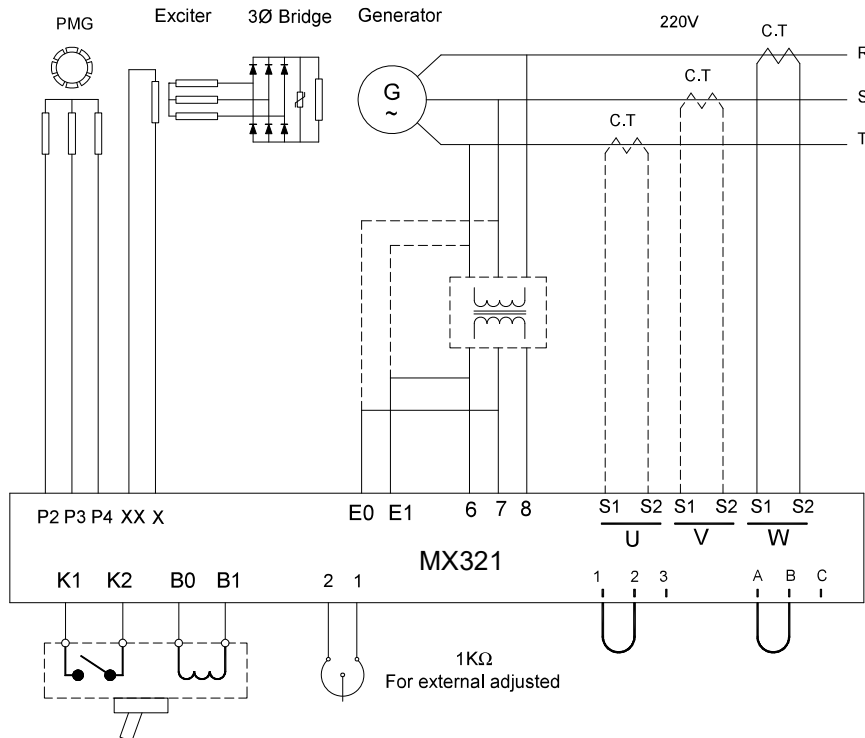 PMG
Exciter
3Ø Bridge
Generator
220V
C.T
R
C.T
S
G
~
C.T
T
P2 P3 P4 XX X
E0 E1
6 7 8
S1 S2
S1 S2
S1 S2
U
V
W
MX321
K1 K2 B0 B1
2 1
1 2 3
A B C
1KΩ
For external adjusted